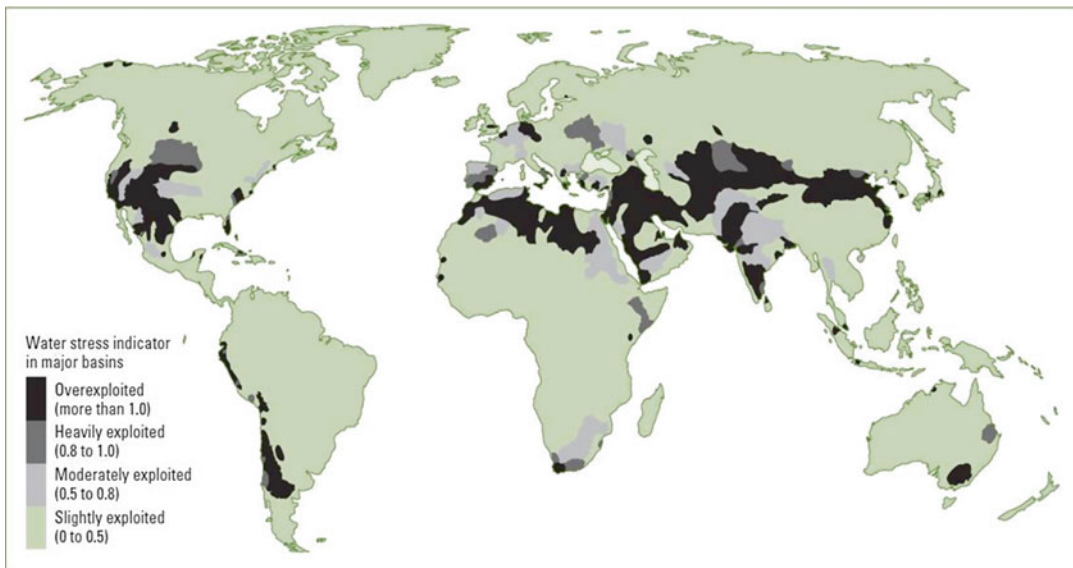 Water stress indicator
in major basins
Overexploited
(more than 1.0)
Heavily exploited
(0.8 to 1.0)
Moderately exploited
(0.5 to 0.8)
Slightly exploited
(0 to 0.5)